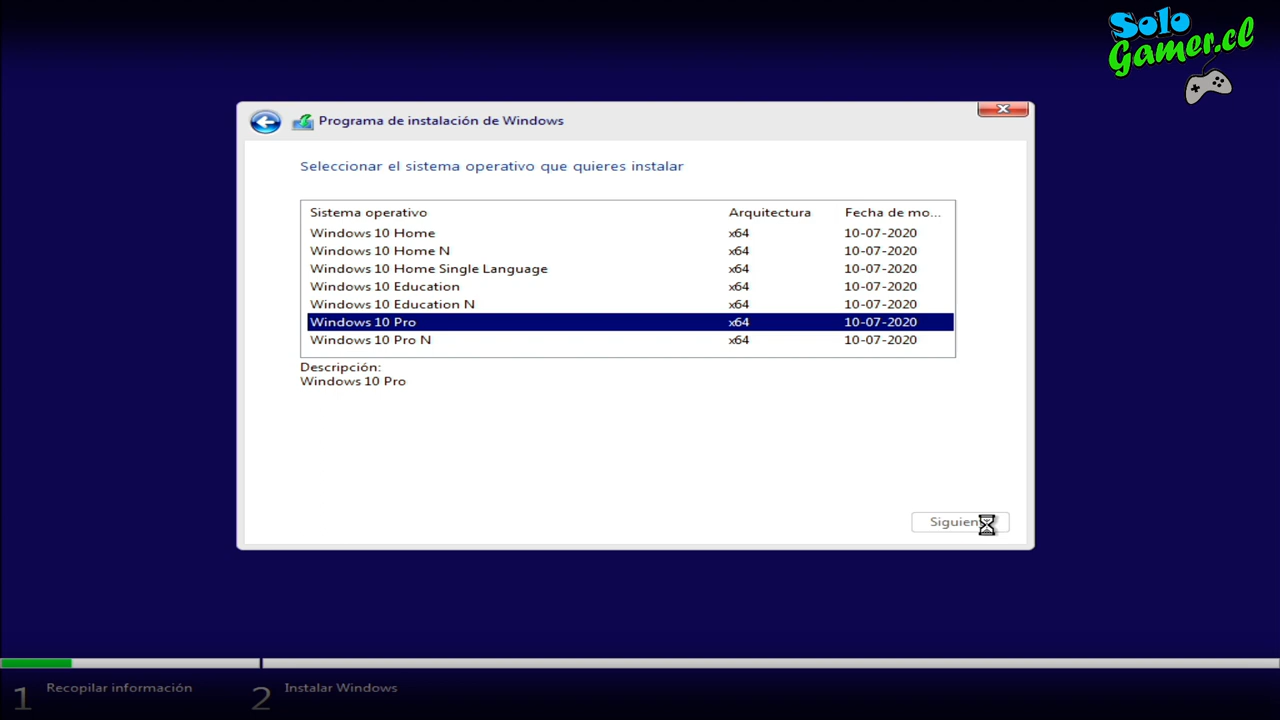 Solo
Gamer.cl
Programa de instalación de Windows
Seleccionar el sistema operativo que quieres instalar
Sistema operativo Arquitectura Fecha de mo...
Windows 10 Home x64 10-07-2020
Windows 10 Home N x64 10-07-2020
Windows 10 Home Single Language x64 10-07-2020
Windows 10 Education x64 10-07-2020
Windows 10 Education N x64 10-07-2020
Windows 10 Pro x64 10-07-2020
Windows 10 Pro N x64 10-07-2020
Descripción:
Windows 10 Pro
1 Recopilar información 2 Instalar Windows